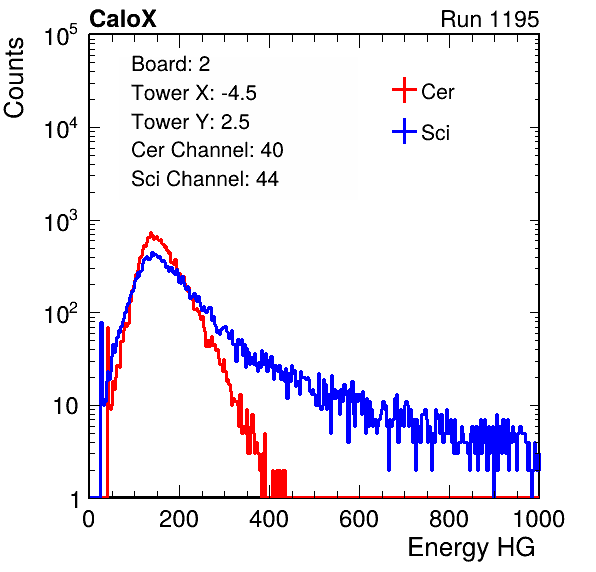 CaloX Run 1195
Counts
Board: 2
Tower X: -4.5
Tower Y: 2.5
Cer Channel: 40
Sci Channel: 44
Cer
Sci
10^5
10^4
10^3
10^2
10
1
0 200 400 600 800 1000
Energy HG